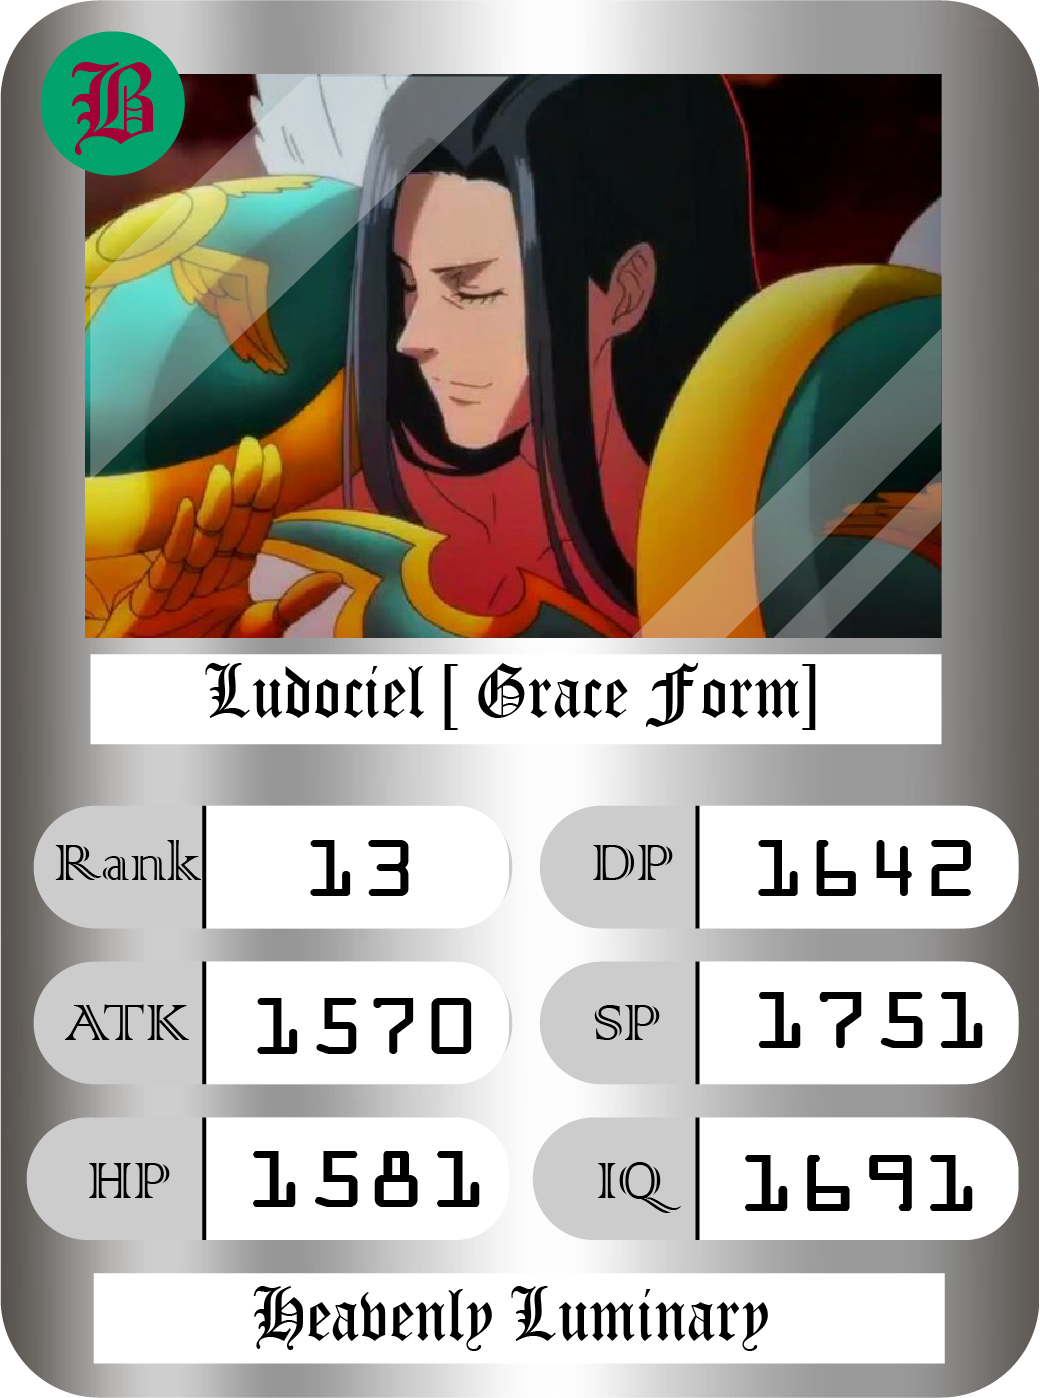 B
Ludociel [ Grace Form]
Rank 13
DP 1642
ATK 1570
SP 1751
HP 1581
IQ 1691
Heavenly Luminary